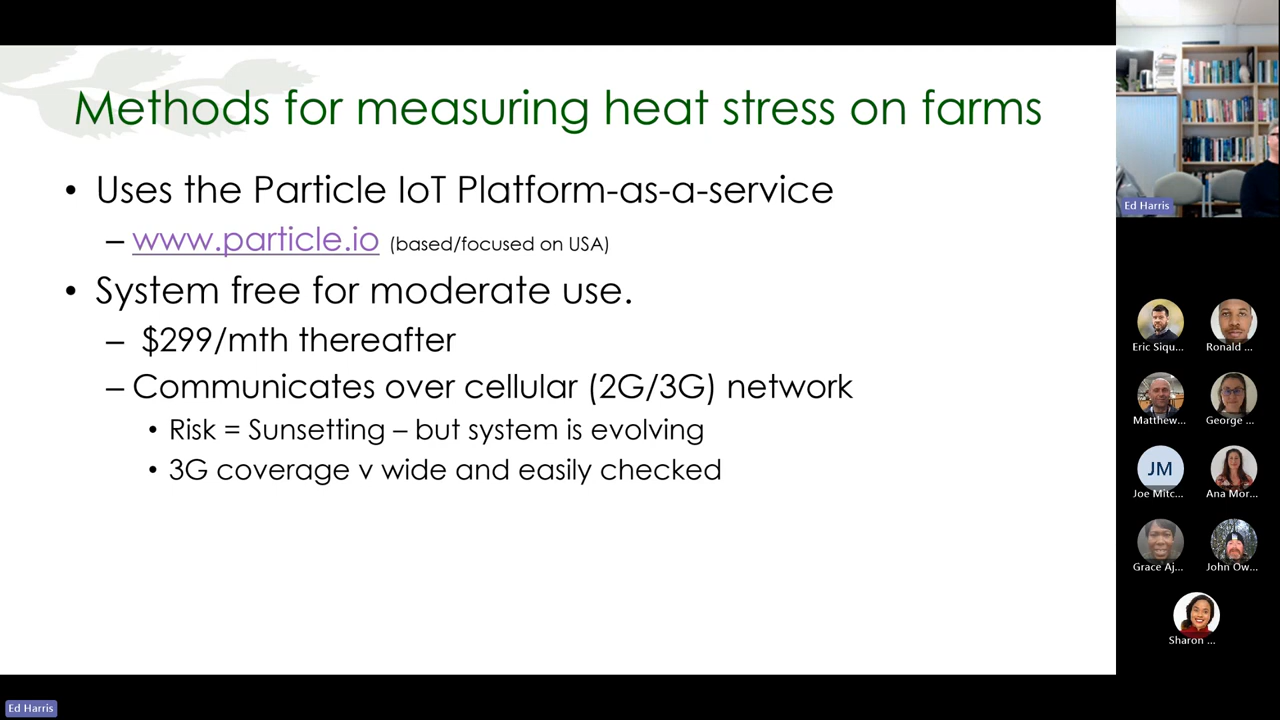 Methods for measuring heat stress on farms
• Uses the Particle IoT Platform-as-a-service
– www.particle.io (based/focused on USA)
• System free for moderate use.
– $299/mth thereafter
– Communicates over cellular (2G/3G) network
• Risk = Sunsetting – but system is evolving
• 3G coverage v wide and easily checked
Ed Harris
Eric Siqu...
Ronald ...
Matthew...
George ...
JM
Joe Mitc...
Ana Mor...
Grace Aj...
John Ow...
Sharon ...
Ed Harris